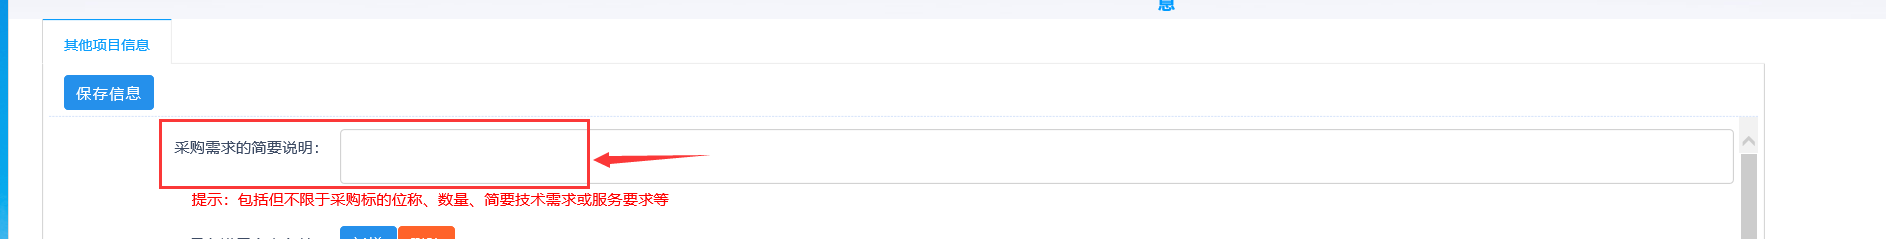 息
其他项目信息
保存信息
采购需求的简要说明：
提示：包括但不限于采购标的位称、数量、简要技术需求或服务要求等